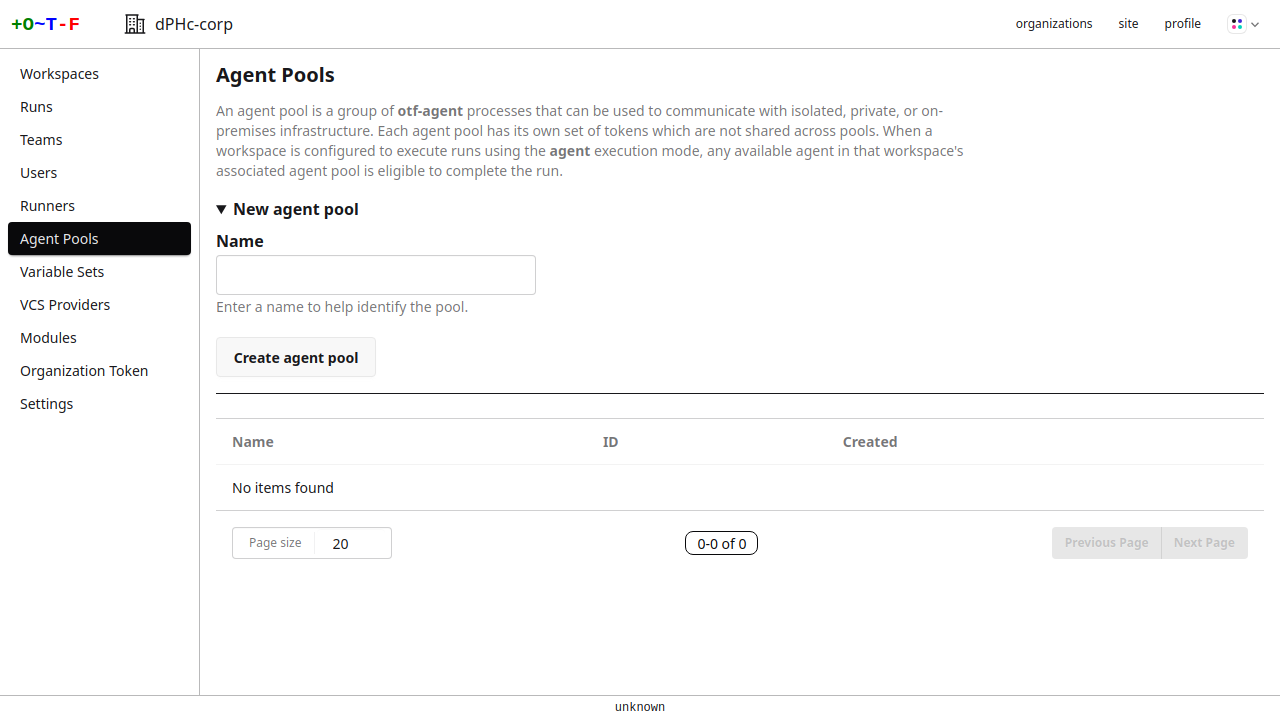 +O~T-F
dPHc-corp
organizations
site
profile
Workspaces
Runs
Teams
Users
Runners
Agent Pools
Variable Sets
VCS Providers
Modules
Organization Token
Settings
Agent Pools
An agent pool is a group of otf-agent processes that can be used to communicate with isolated, private, or on-
premises infrastructure. Each agent pool has its own set of tokens which are not shared across pools. When a
workspace is configured to execute runs using the agent execution mode, any available agent in that workspace's
associated agent pool is eligible to complete the run.
▼ New agent pool
Name
Enter a name to help identify the pool.
Create agent pool
Name ID Created
No items found
Page size 20
0-0 of 0
Previous Page Next Page
unknown